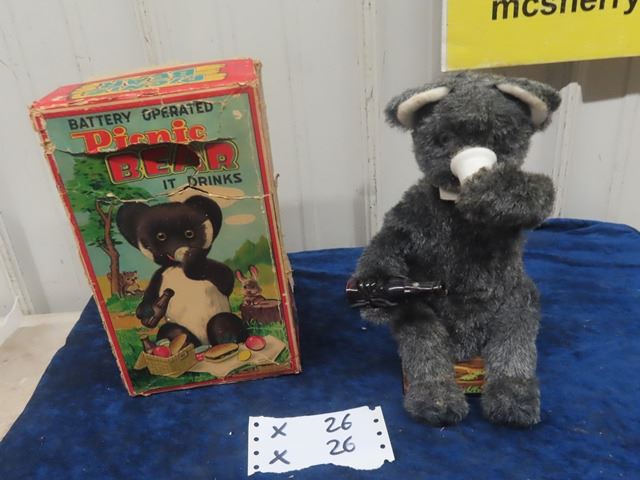 mcsherry
BATTERY OPERATED
Picnic
BEAR
IT DRINKS
X 26
X 26